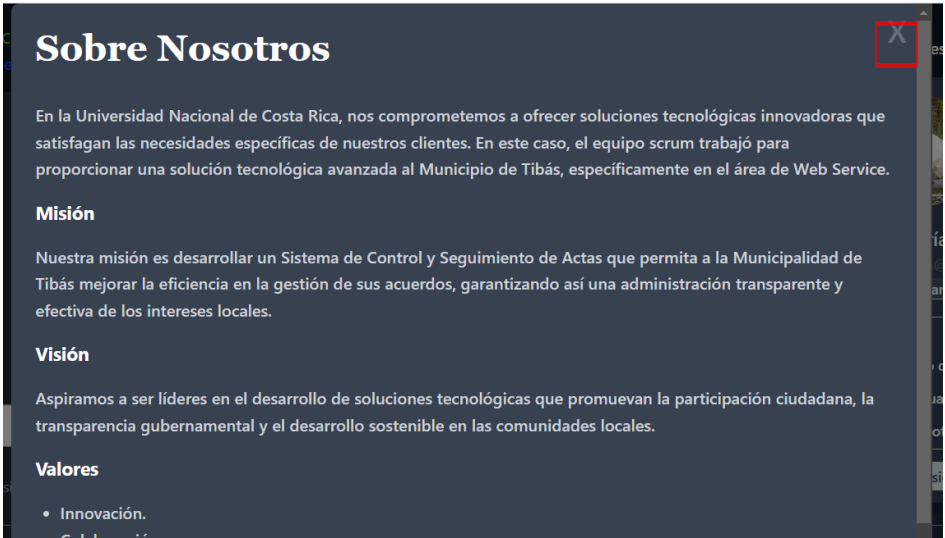 Sobre Nosotros
X
En la Universidad Nacional de Costa Rica, nos comprometemos a ofrecer soluciones tecnológicas innovadoras que
satisfagan las necesidades específicas de nuestros clientes. En este caso, el equipo scrum trabajó para
proporcionar una solución tecnológica avanzada al Municipio de Tibás, específicamente en el área de Web Service.
Misión
Nuestra misión es desarrollar un Sistema de Control y Seguimiento de Actas que permita a la Municipalidad de
Tibás mejorar la eficiencia en la gestión de sus acuerdos, garantizando así una administración transparente y
efectiva de los intereses locales.
Visión
Aspiramos a ser líderes en el desarrollo de soluciones tecnológicas que promuevan la participación ciudadana, la
transparencia gubernamental y el desarrollo sostenible en las comunidades locales.
Valores
• Innovación.